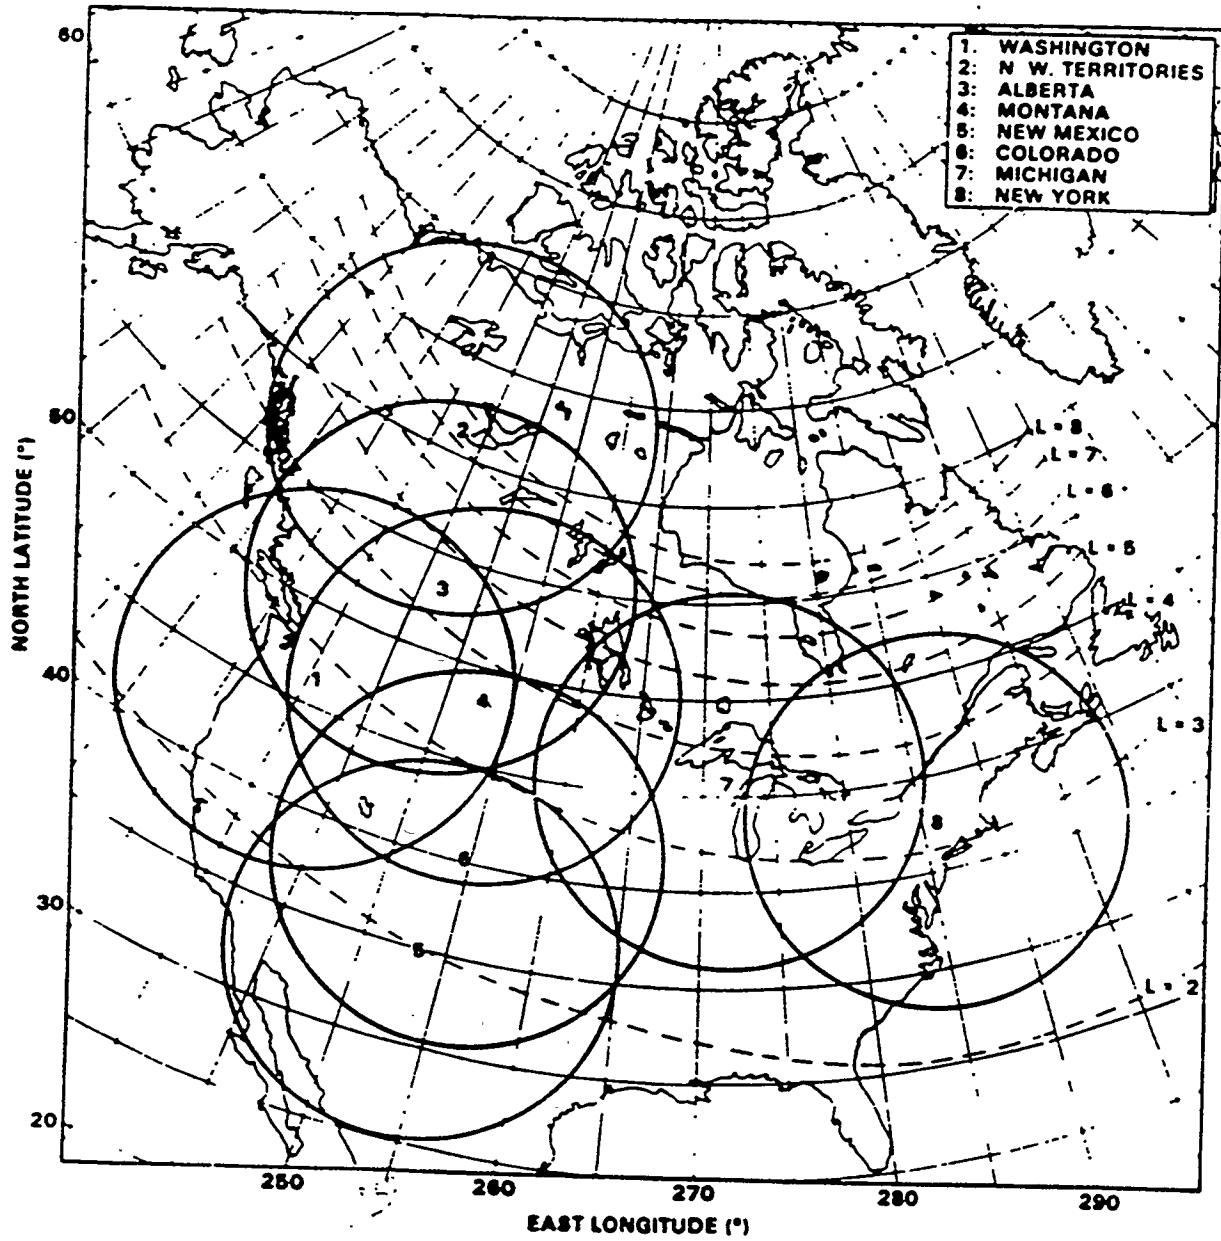 1. WASHINGTON
2: N W. TERRITORIES
3: ALBERTA
4: MONTANA
5: NEW MEXICO
6: COLORADO
7: MICHIGAN
8: NEW YORK
60
50
40
30
20
NORTH LATITUDE (°)
250
260
270
280
290
EAST LONGITUDE (°)
L = 8
L = 7
L = 6
L = 5
L = 4
L = 3
L = 2
2
3
1
4
7
8
6
5